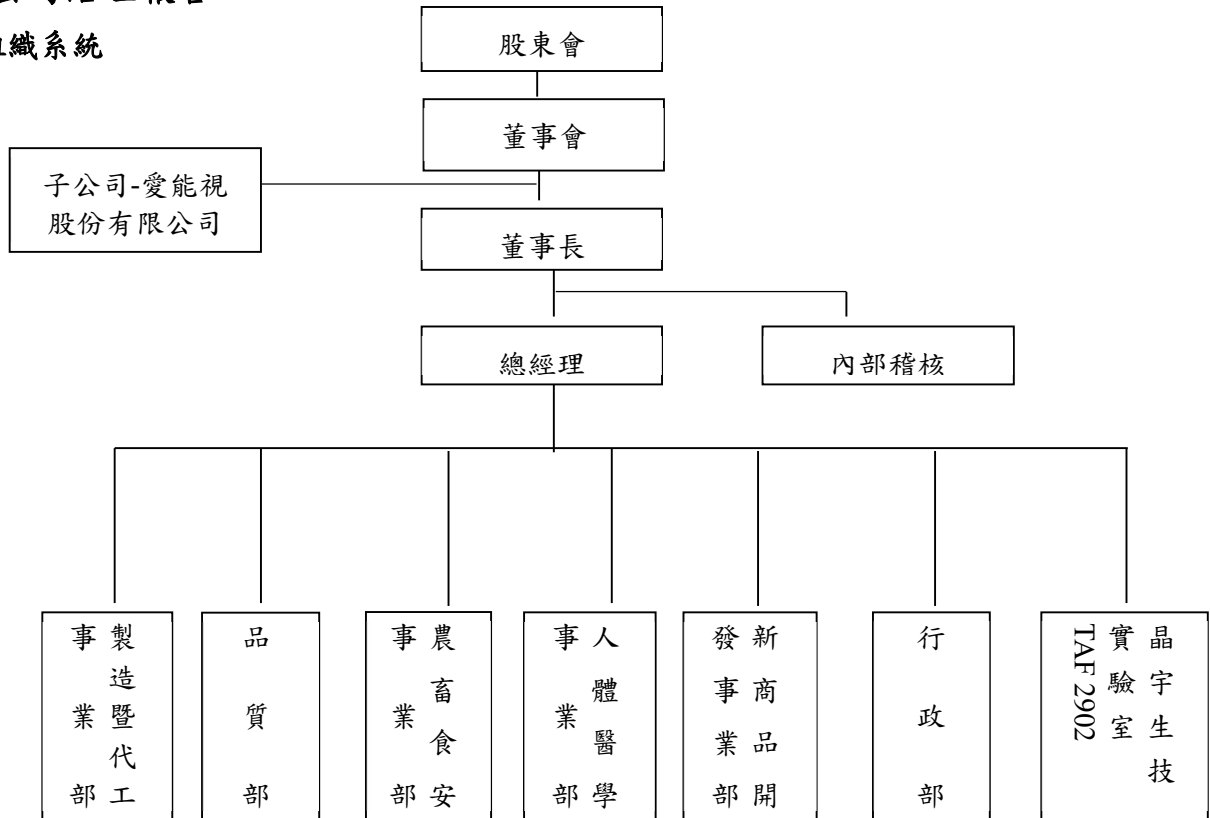 織系統
股東會
董事會
子公司-愛能視
股份有限公司
董事長
總經理
內部稽核
製造暨代工
事業部
品質部
農畜食安
事業部
人體醫學
事業部
新商品開
發事業部
行政部
晶宇生技
實驗室
TAF 2902